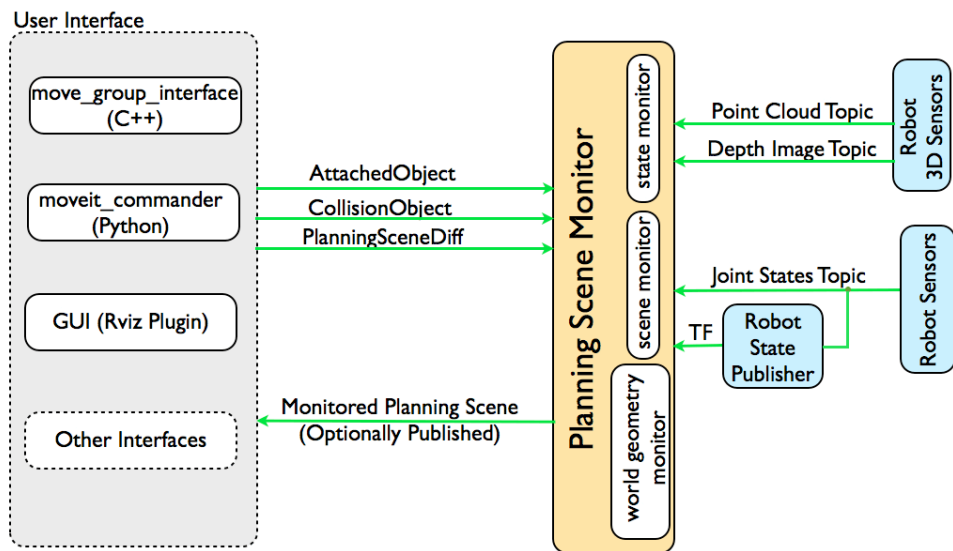 User Interface
move_group_interface
(C++)
moveit_commander
(Python)
GUI (Rviz Plugin)
Other Interfaces
AttachedObject
CollisionObject
PlanningSceneDiff
Monitored Planning Scene
(Optionally Published)
Planning Scene Monitor
state monitor
scene monitor
world geometry
monitor
Point Cloud Topic
Depth Image Topic
Joint States Topic
TF
Robot
State
Publisher
Robot
3D Sensors
Robot Sensors